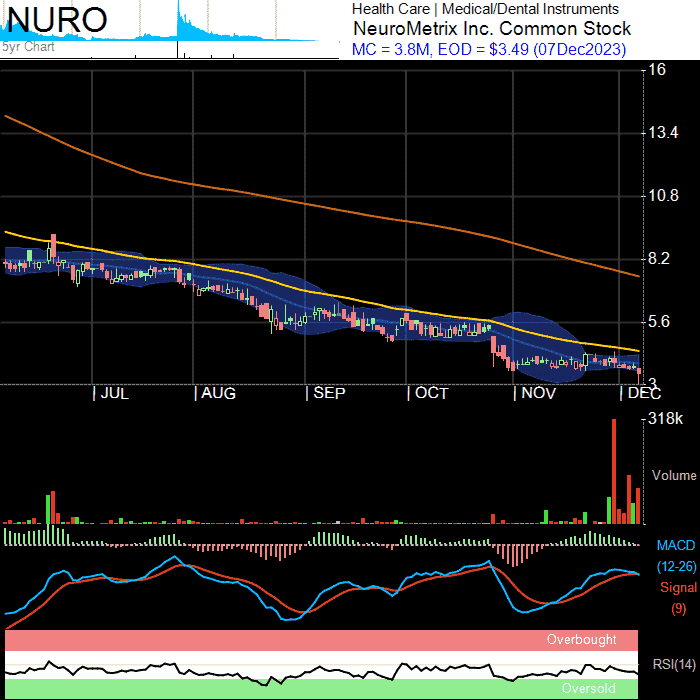 NURO
Health Care | Medical/Dental Instruments
NeuroMetrix Inc. Common Stock
5yr Chart
MC = 3.8M, EOD = $3.49 (07Dec2023)
16
13.4
10.8
8.2
5.6
3
JUL AUG SEP OCT NOV DEC
318k
Volume
MACD
(12-26)
Signal
(9)
Overbought
RSI(14)
Oversold